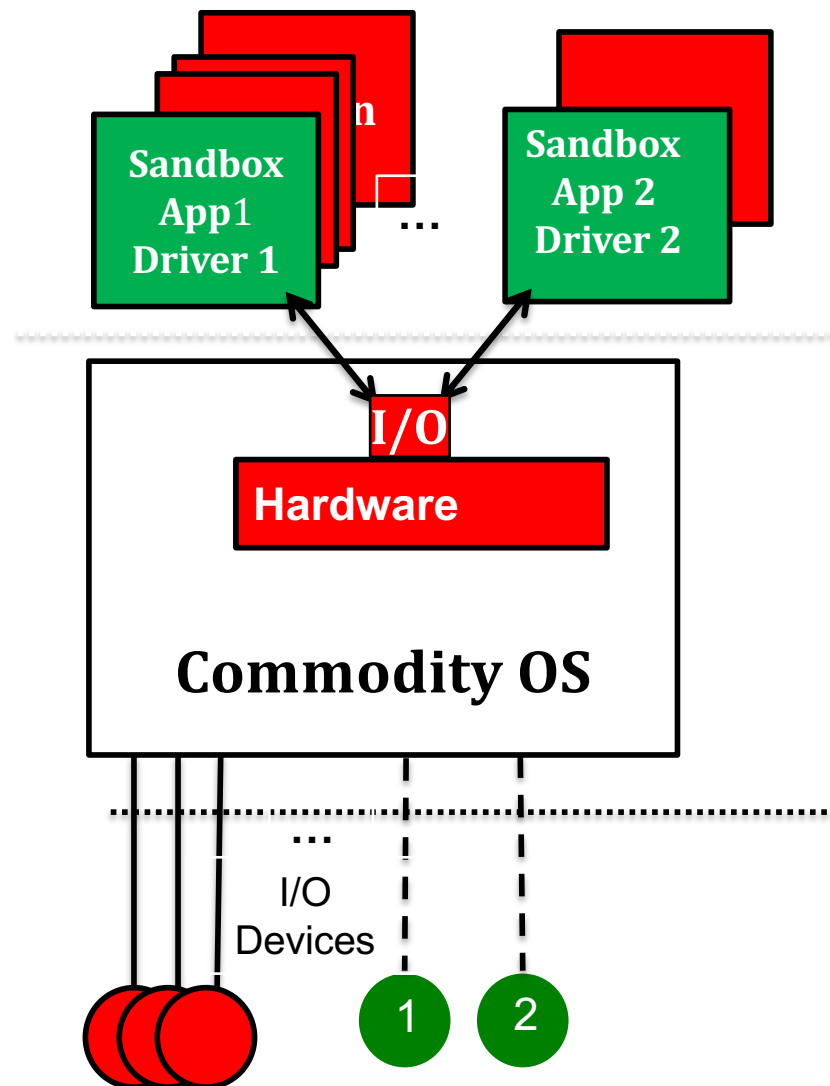 n
Sandbox
App1
Driver 1
...
Sandbox
App 2
Driver 2
I/O
Hardware
Commodity OS
...
I/O
Devices
1
2